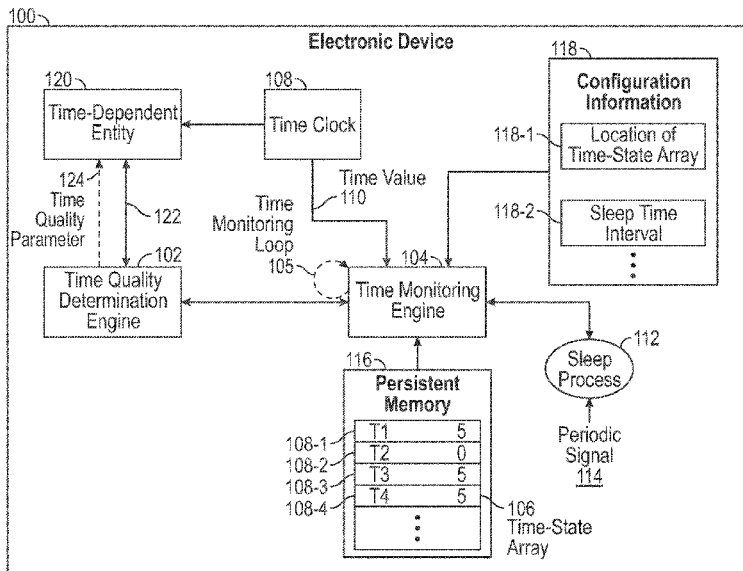 100
Electronic Device
120
Time-Dependent
Entity
108
Time Clock
118
Configuration
Information
118-1
Location of
Time-State Array
118-2
Sleep Time
Interval
124
Time
Quality
Parameter
122
Time Value
110
Time
Monitoring
Loop
105
102
Time Quality
Determination
Engine
104
Time Monitoring
Engine
112
Sleep
Process
Periodic
Signal
114
116
Persistent
Memory
108-1 T1 5
108-2 T2 0
108-3 T3 5
108-4 T4 5
106
Time-State
Array